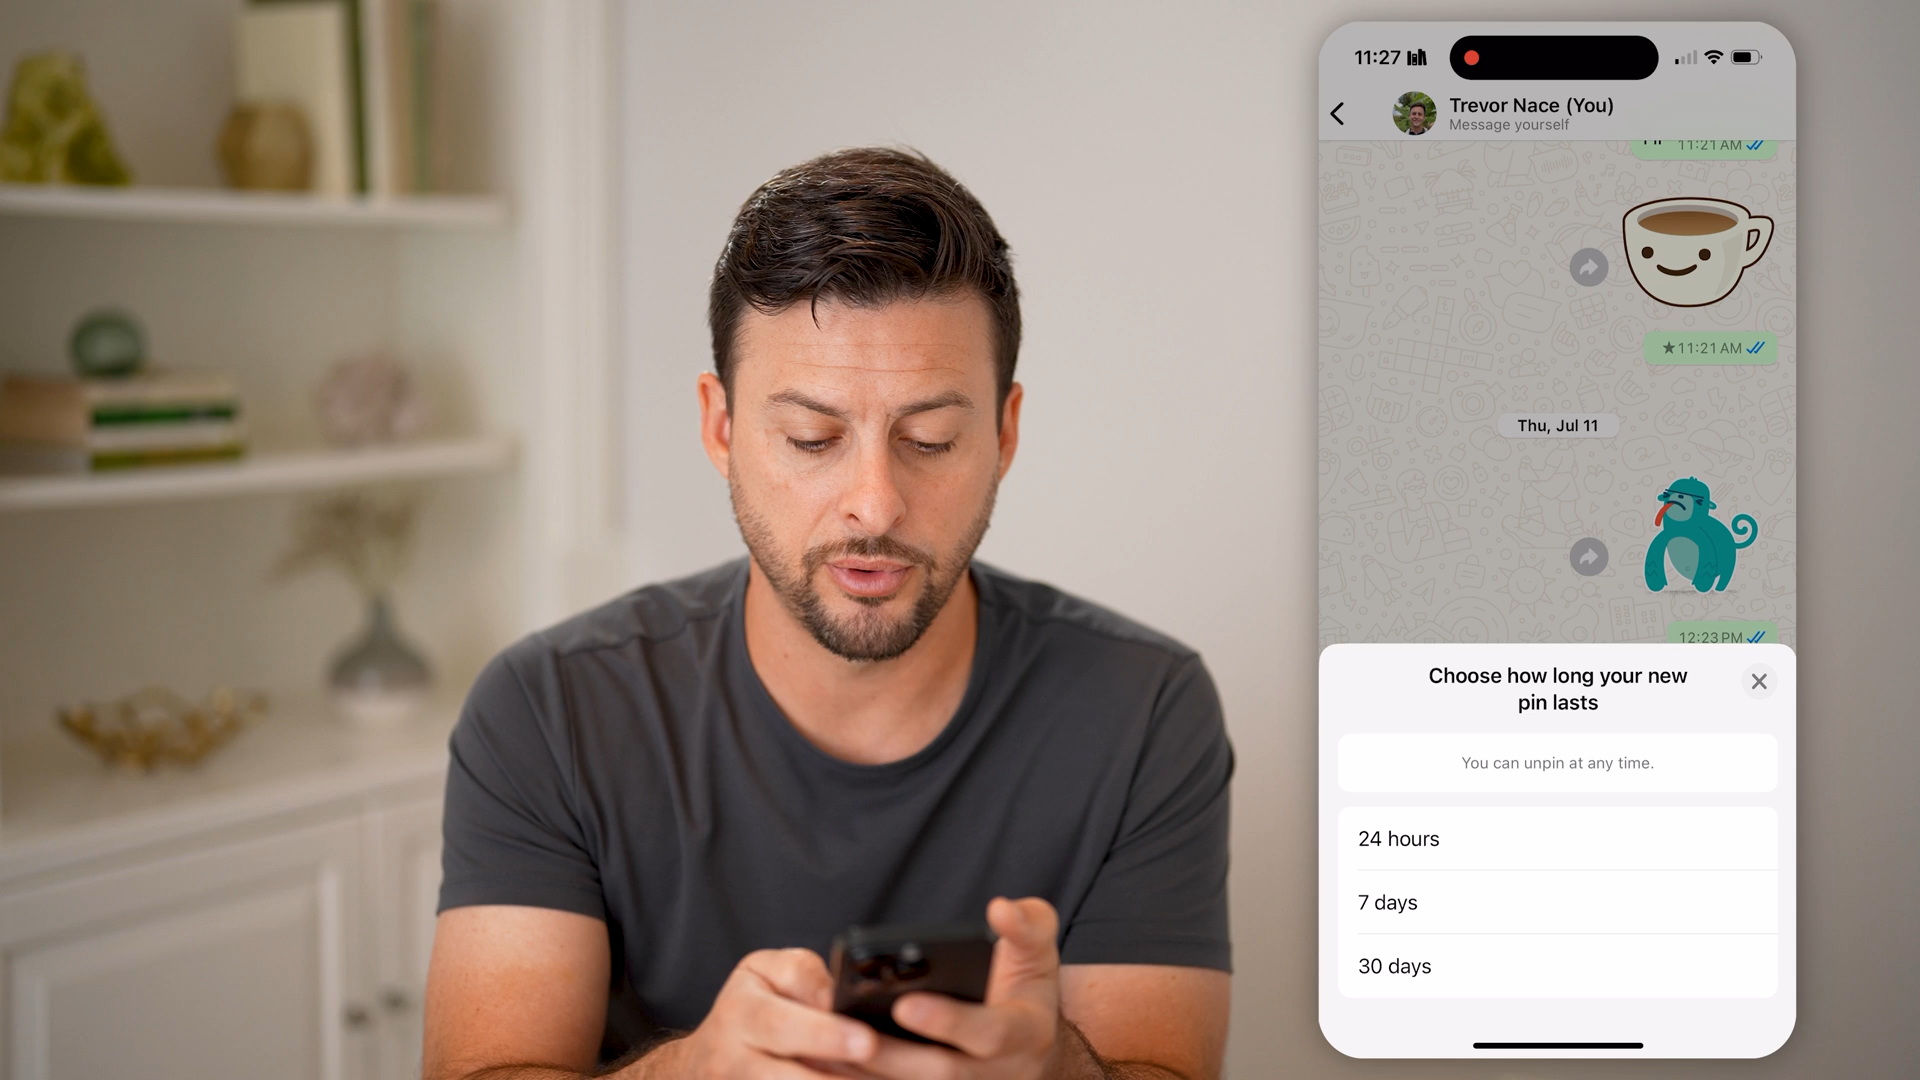 11:27
Trevor Nace (You)
Message yourself
11:21 AM
11:21 AM
Thu, Jul 11
12:23 PM
Choose how long your new
pin lasts
You can unpin at any time.
24 hours
7 days
30 days